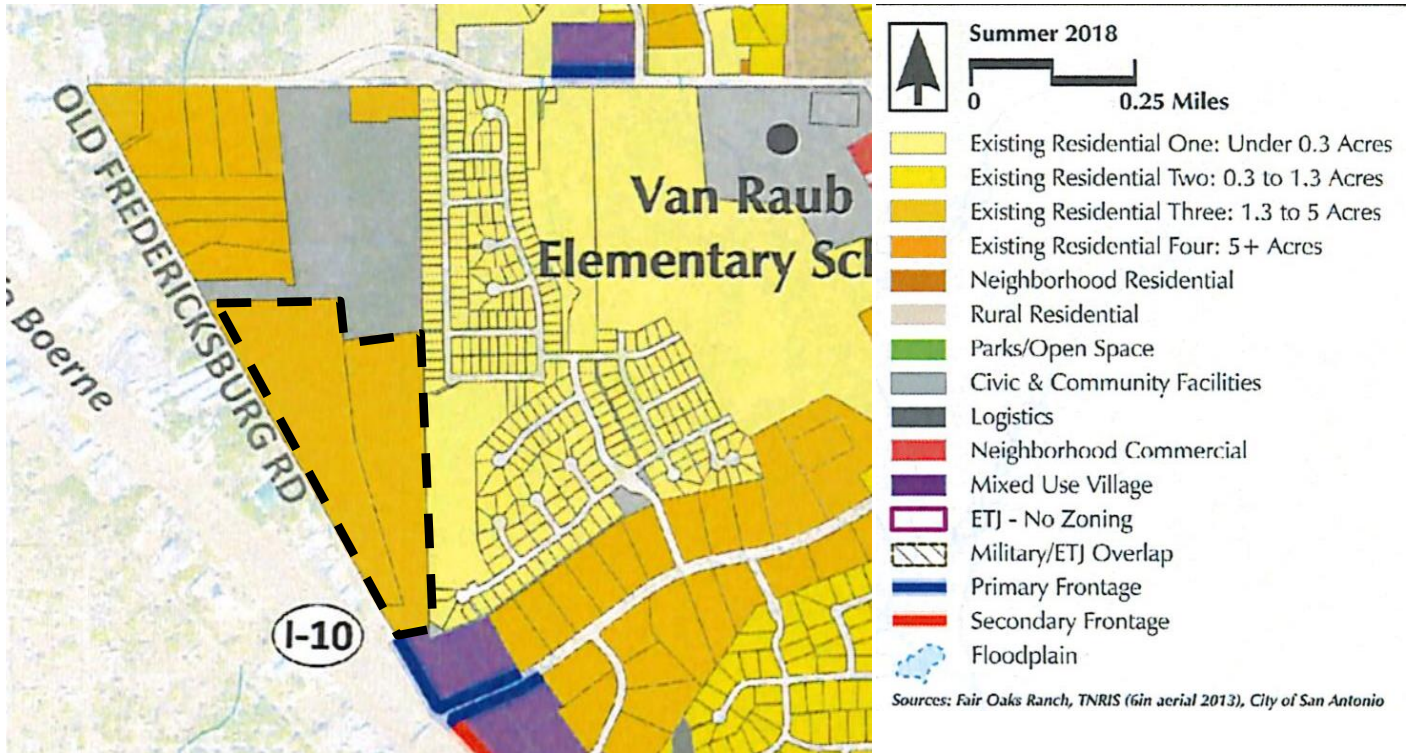 OLD FREDERICKSBURG RD
Boerne
I-10
Van Raub
Elementary Sch
Summer 2018
0 0.25 Miles
Existing Residential One: Under 0.3 Acres
Existing Residential Two: 0.3 to 1.3 Acres
Existing Residential Three: 1.3 to 5 Acres
Existing Residential Four: 5+ Acres
Neighborhood Residential
Rural Residential
Parks/Open Space
Civic & Community Facilities
Logistics
Neighborhood Commercial
Mixed Use Village
ETJ - No Zoning
Military/ETJ Overlap
Primary Frontage
Secondary Frontage
Floodplain
Sources: Fair Oaks Ranch, TNRIS (6in aerial 2013), City of San Antonio